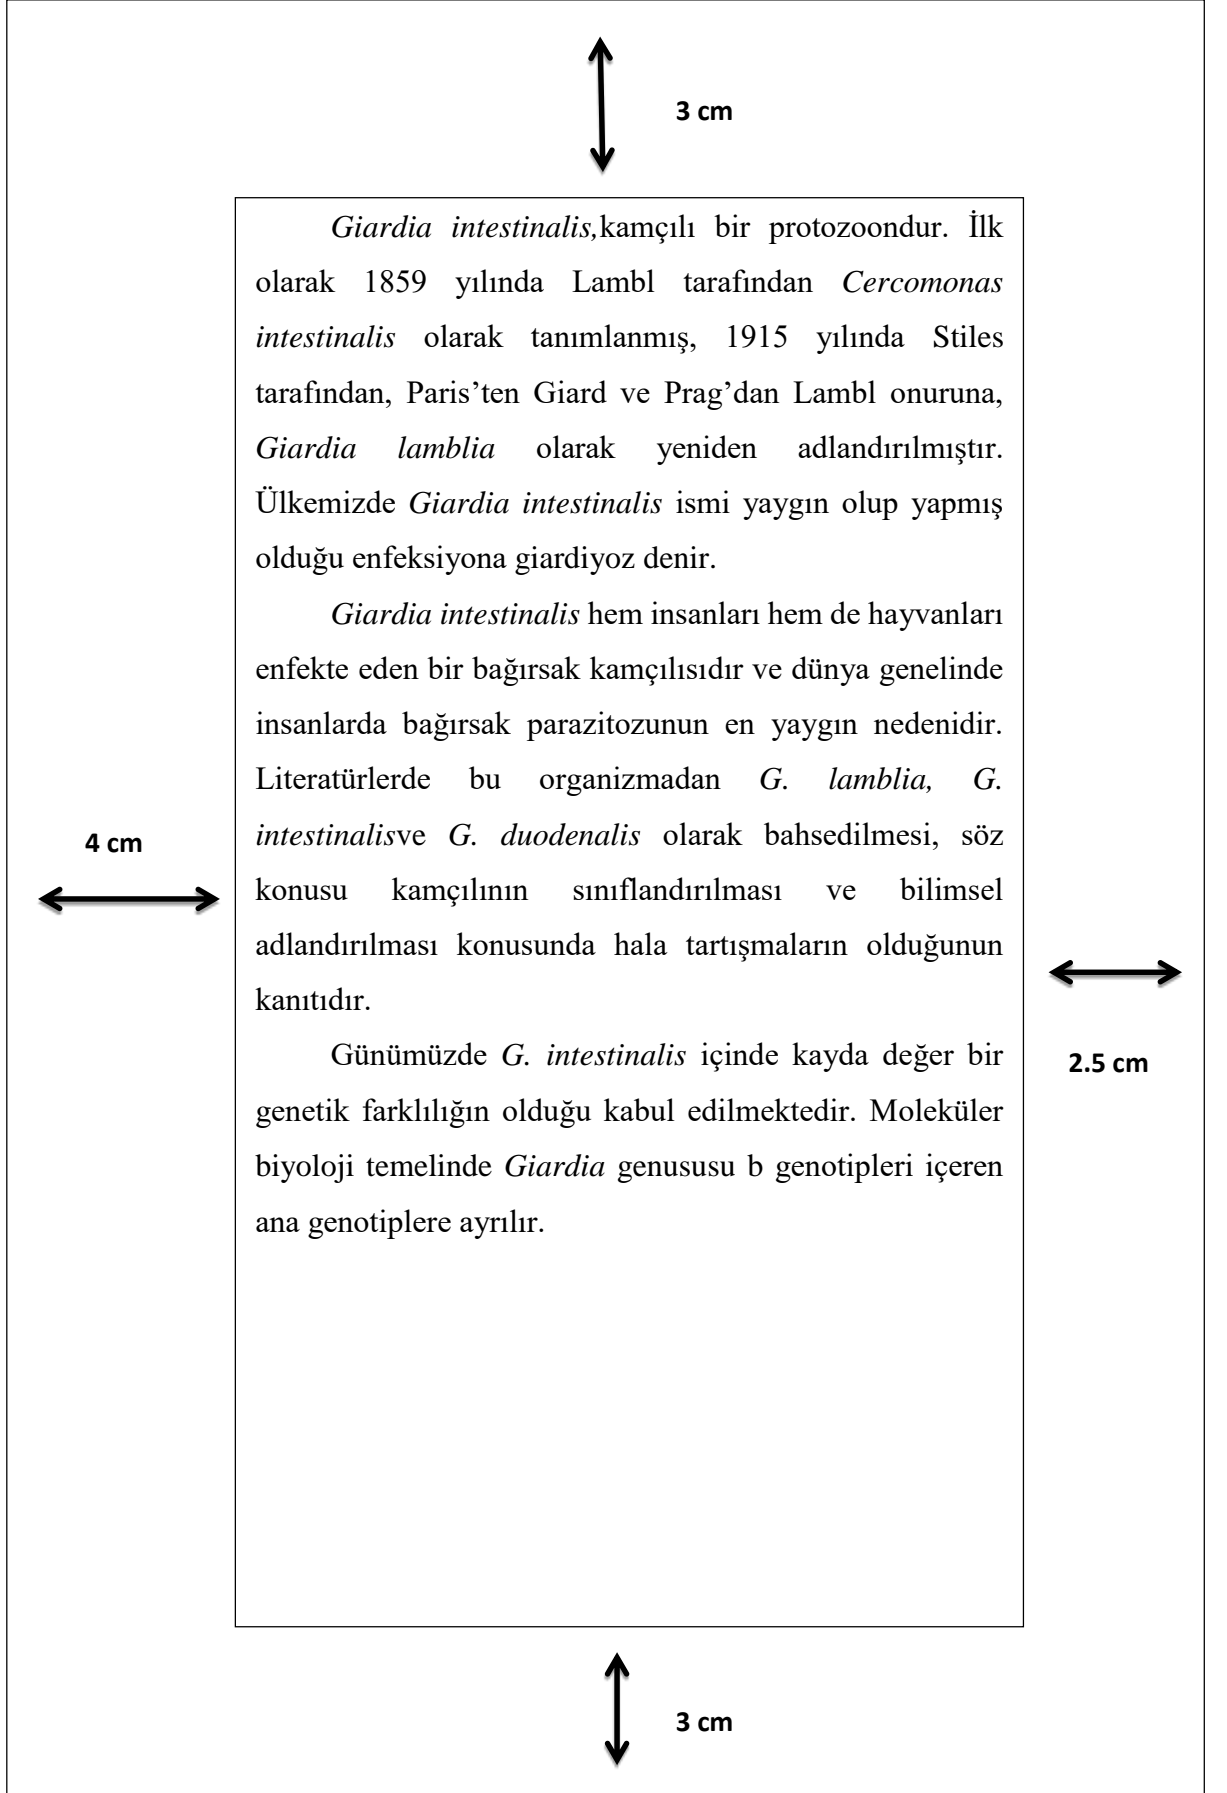 3 cm
Giardia intestinalis,kamçılı bir protozoondur. İlk
olarak 1859 yılında Lambl tarafından Cercomonas
intestinalis olarak tanımlanmış, 1915 yılında Stiles
tarafından, Paris’ten Giard ve Prag’dan Lambl onuruna,
Giardia lamblia olarak yeniden adlandırılmıştır.
Ülkemizde Giardia intestinalis ismi yaygın olup yapmış
olduğu enfeksiyona giardiyoz denir.
Giardia intestinalis hem insanları hem de hayvanları
enfekte eden bir bağırsak kamçılısıdır ve dünya genelinde
insanlarda bağırsak parazitozunun en yaygın nedenidir.
Literatürlerde bu organizmadan G. lamblia, G.
intestinalisve G. duodenalis olarak bahsedilmesi, söz
konusu kamçılının sınıflandırılması ve bilimsel
adlandırılması konusunda hala tartışmaların olduğunun
kanıtıdır.
Günümüzde G. intestinalis içinde kayda değer bir
genetik farklılığın olduğu kabul edilmektedir. Moleküler
biyoloji temelinde Giardia genususu b genotipleri içeren
ana genotiplere ayrılır.
4 cm
2.5 cm
3 cm